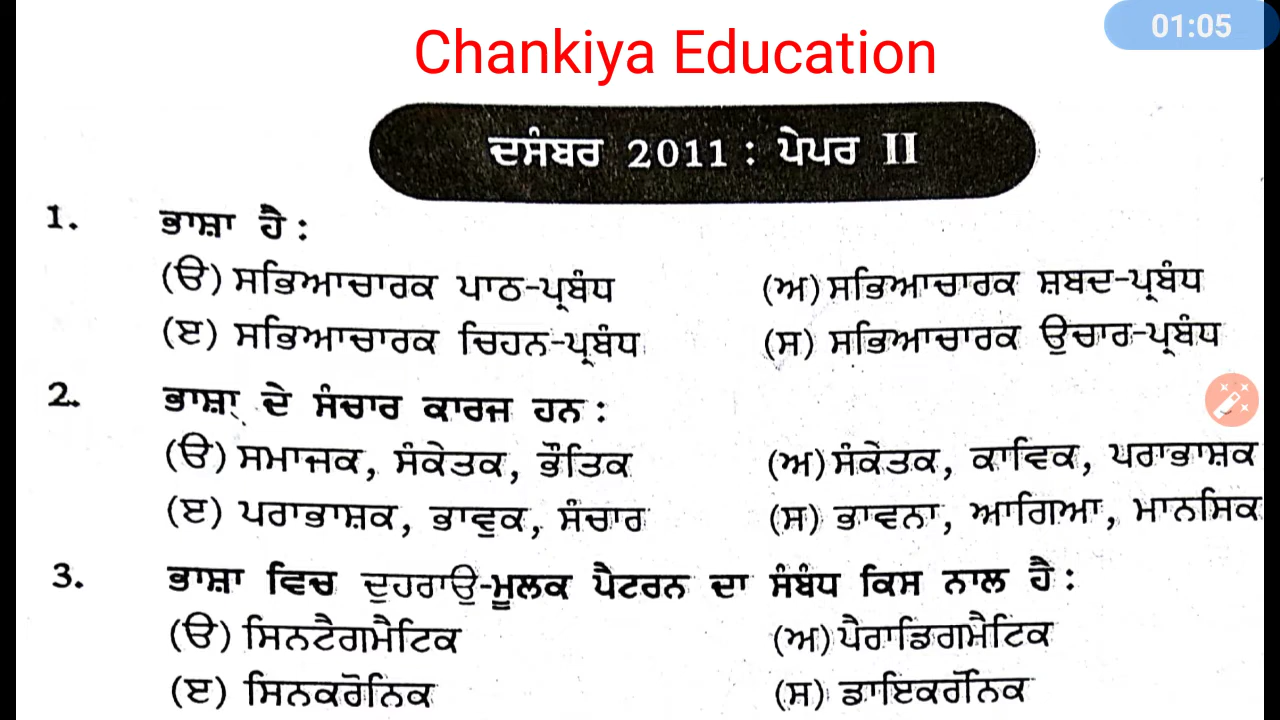 01:05
Chankiya Education
ਦਸੰਬਰ 2011 : ਪੇਪਰ II
1. ਭਾਸ਼ਾ ਹੈ :
(ੳ) ਸਭਿਆਚਾਰਕ ਪਾਠ-ਪ੍ਰਬੰਧ (ਅ) ਸਭਿਆਚਾਰਕ ਸ਼ਬਦ-ਪ੍ਰਬੰਧ
(ੲ) ਸਭਿਆਚਾਰਕ ਚਿਹਨ-ਪ੍ਰਬੰਧ (ਸ) ਸਭਿਆਚਾਰਕ ਉਚਾਰ-ਪ੍ਰਬੰਧ
2. ਭਾਸ਼ਾ ਦੇ ਸੰਚਾਰ ਕਾਰਜ ਹਨ :
(ੳ) ਸਮਾਜਕ, ਸੰਕੇਤਕ, ਭੌਤਿਕ (ਅ) ਸੰਕੇਤਕ, ਕਾਵਿਕ, ਪਰਾਭਾਸ਼ਕ
(ੲ) ਪਰਾਭਾਸ਼ਕ, ਭਾਵੁਕ, ਸੰਚਾਰ (ਸ) ਭਾਵਨਾ, ਆਗਿਆ, ਮਾਨਸਿਕ
3. ਭਾਸ਼ਾ ਵਿਚ ਦੁਹਰਾਉ-ਮੂਲਕ ਪੈਟਰਨ ਦਾ ਸੰਬੰਧ ਕਿਸ ਨਾਲ ਹੈ :
(ੳ) ਸਿਨਟੈਗਮੈਟਿਕ (ਅ) ਪੈਰਾਡਿਗਮੈਟਿਕ
(ੲ) ਸਿਨਕਰੋਨਿਕ (ਸ) ਡਾਇਕਰੌਨਿਕ